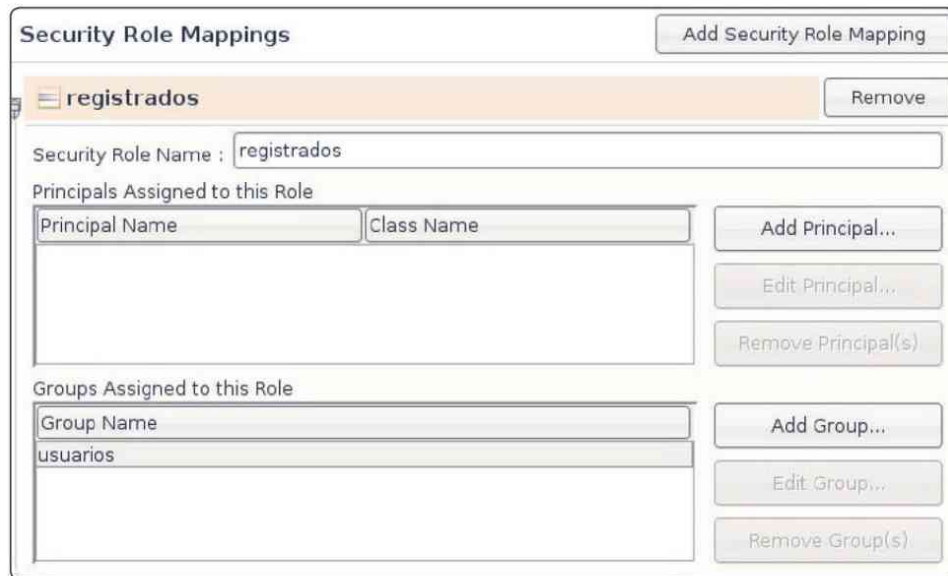 Security Role Mappings
Add Security Role Mapping
registrados
Remove
Security Role Name : registrados
Principals Assigned to this Role
Principal Name Class Name
Add Principal...
Edit Principal...
Remove Principal(s)
Groups Assigned to this Role
Group Name
usuarios
Add Group...
Edit Group...
Remove Group(s)